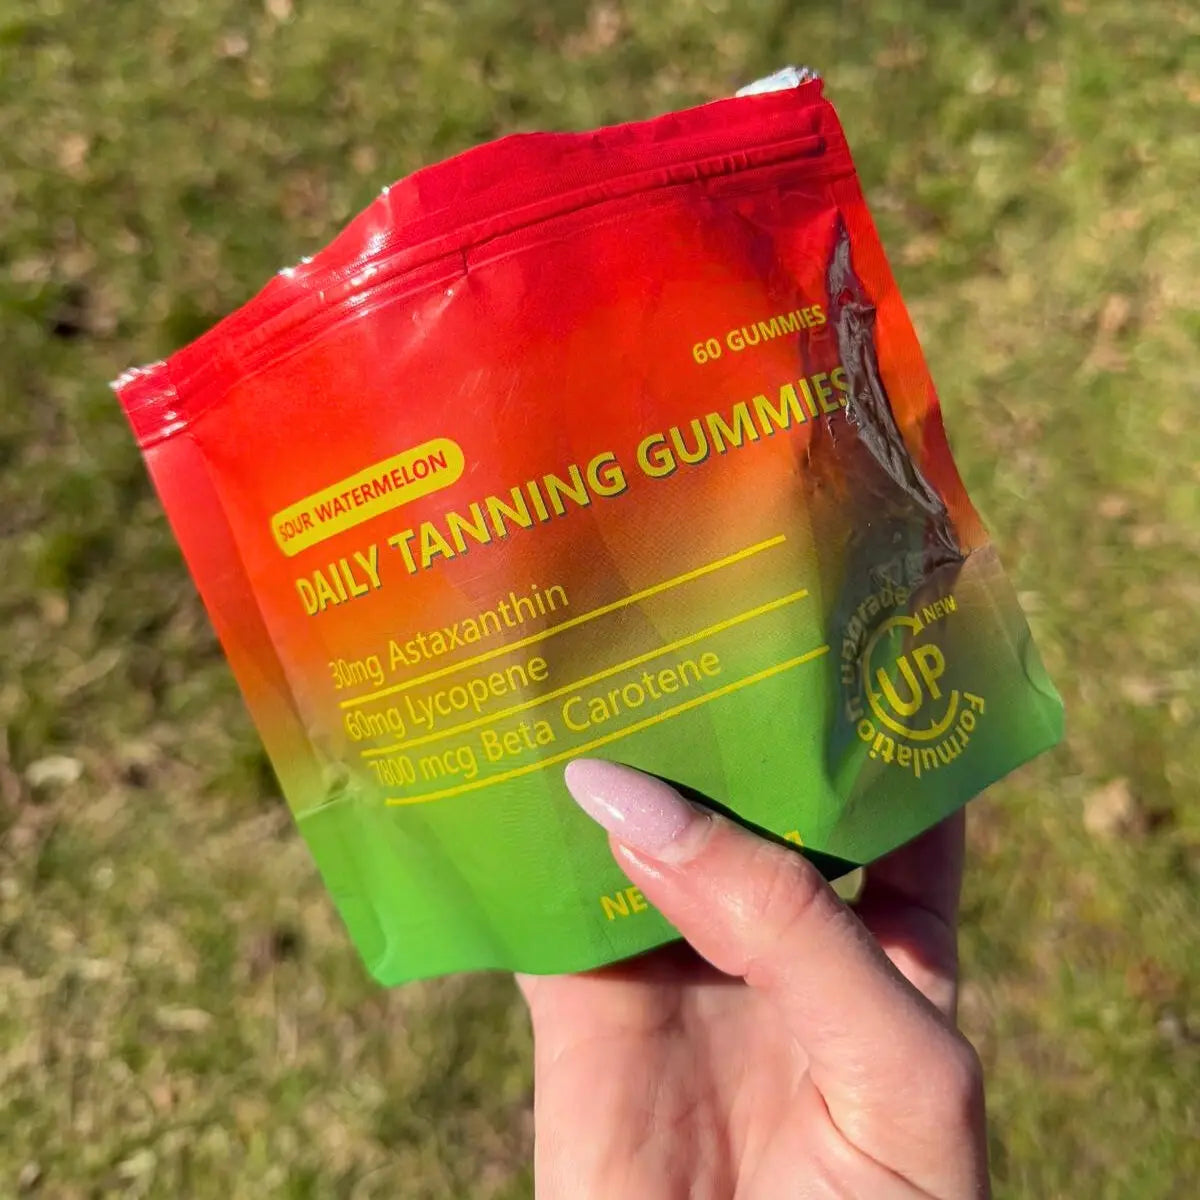 60 GUMMIES
SOUR WATERMELON
DAILY TANNING GUMMIES
30mg Astaxanthin
60mg Lycopene
7800 mcg Beta Carotene
NEW
upgrade
UP
Formulation